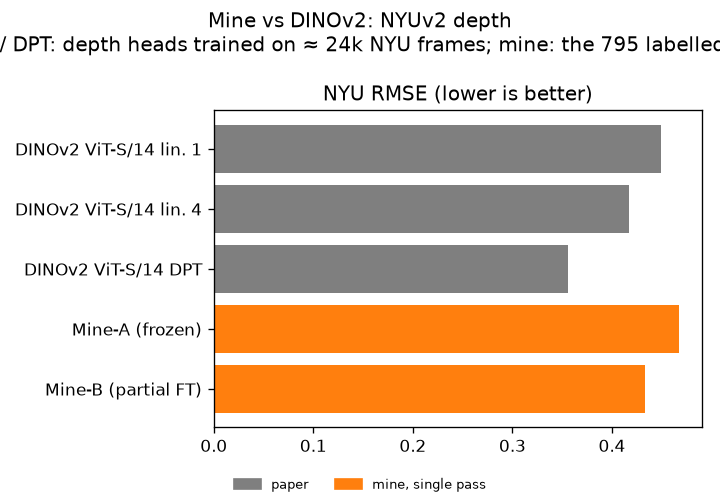 Mine vs DINOv2: NYUv2 depth
/ DPT: depth heads trained on ≈ 24k NYU frames; mine: the 795 labelled
NYU RMSE (lower is better)
DINOv2 ViT-S/14 lin. 1
DINOv2 ViT-S/14 lin. 4
DINOv2 ViT-S/14 DPT
Mine-A (frozen)
Mine-B (partial FT)
0.0 0.1 0.2 0.3 0.4
paper mine, single pass